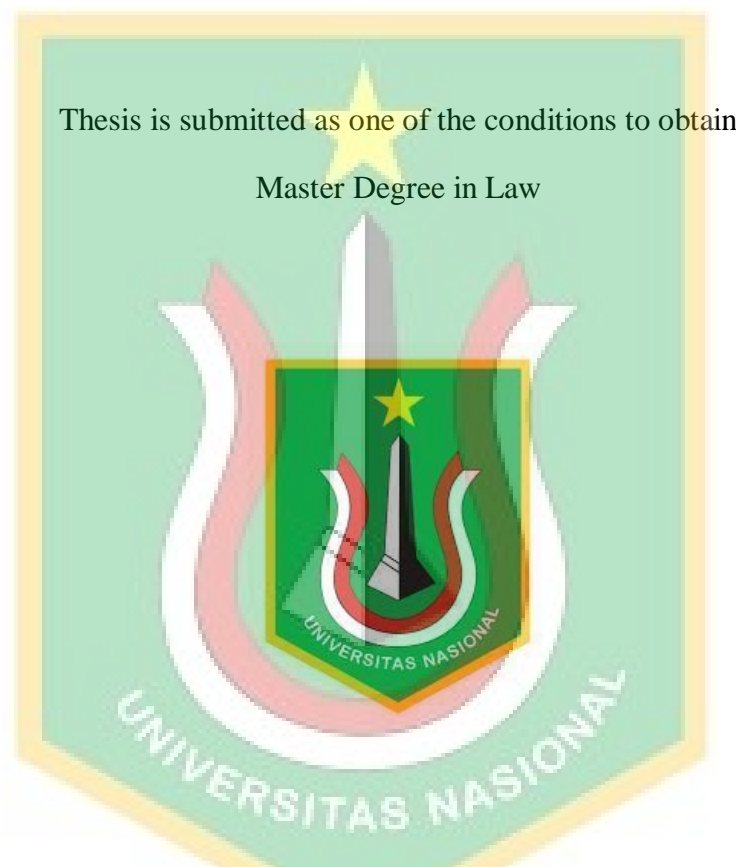 Thesis is submitted as one of the conditions to obtain
Master Degree in Law
UNIVERSITAS NASIONAL
UNIVERSITAS NASIONAL